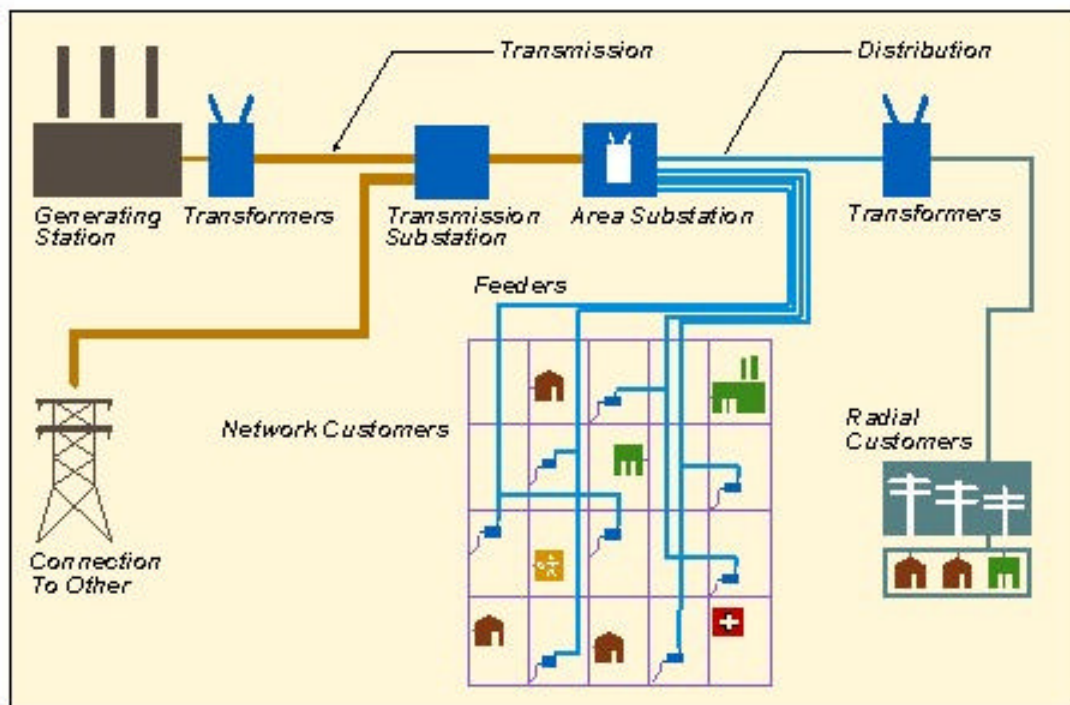 Transmission
Distribution
Generating
Station
Transformers
Transmission
Substation
Area Substation
Transformers
Feeders
Network Customers
Radial
Customers
Connection
To Other